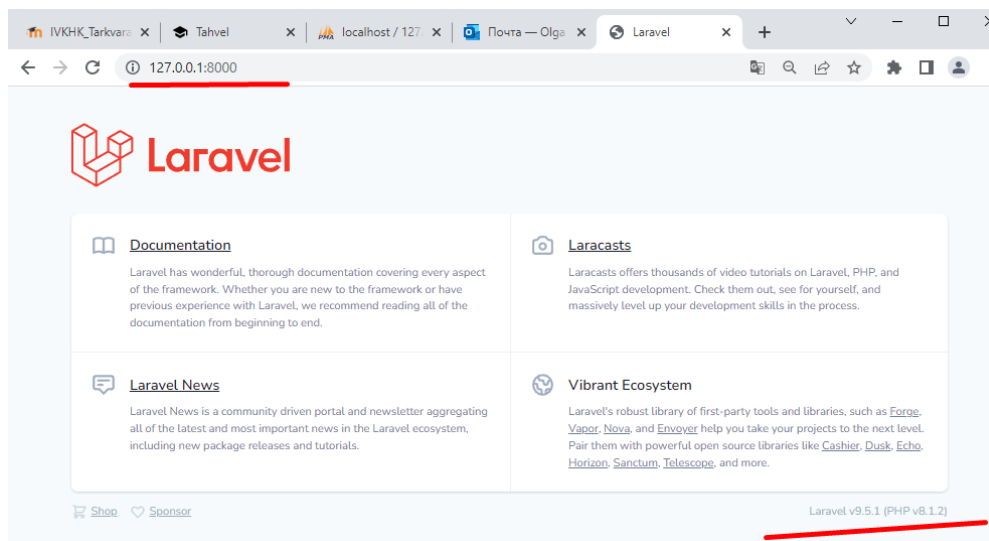 IVKHK_Tarkvara
Tahvel
localhost / 127.
Почта — Olga
Laravel
127.0.0.1:8000
Laravel
Documentation
Laravel has wonderful, thorough documentation covering every aspect
of the framework. Whether you are new to the framework or have
previous experience with Laravel, we recommend reading all of the
documentation from beginning to end.
Laracasts
Laracasts offers thousands of video tutorials on Laravel, PHP, and
JavaScript development. Check them out, see for yourself, and
massively level up your development skills in the process.
Laravel News
Laravel News is a community driven portal and newsletter aggregating
all of the latest and most important news in the Laravel ecosystem,
including new package releases and tutorials.
Vibrant Ecosystem
Laravel's robust library of first-party tools and libraries, such as Forge,
Vapor, Nova, and Envoyer help you take your projects to the next level.
Pair them with powerful open source libraries like Cashier, Dusk, Echo,
Horizon, Sanctum, Telescope, and more.
Shop
Sponsor
Laravel v9.5.1 (PHP v8.1.2)